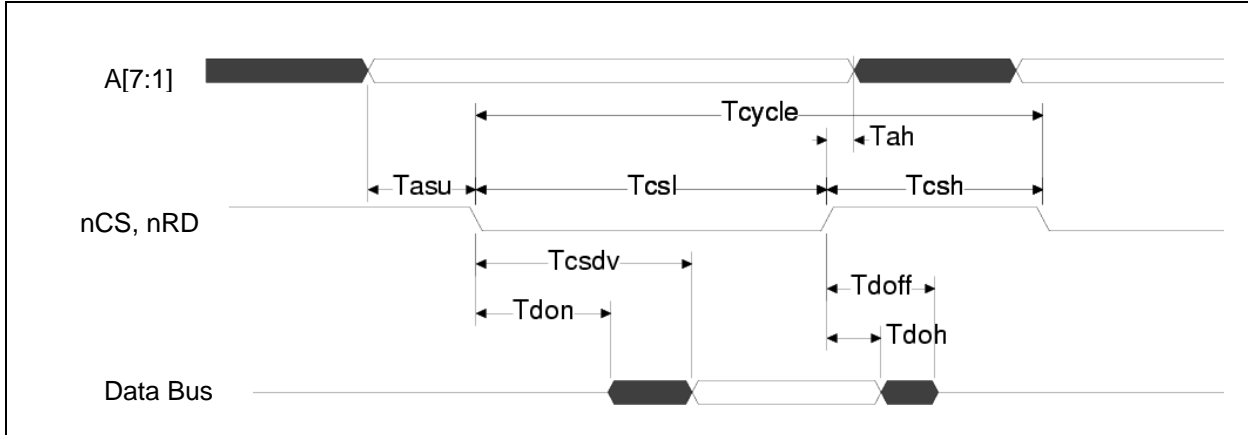 A[7:1]
Tcycle
Tah
Tasu
Tcsl
Tcsh
nCS, nRD
Tcsdv
Tdoff
Tdon
Tdoh
Data Bus